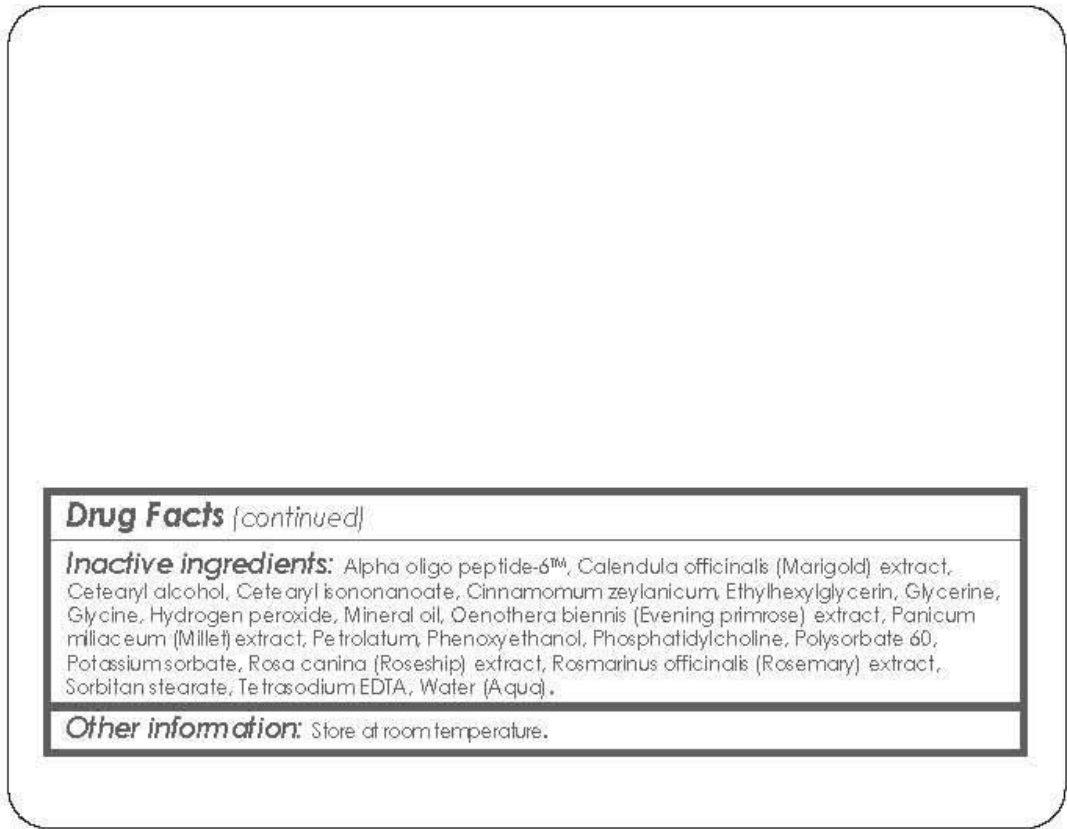 Drug Facts (continued)
Inactive ingredients: Alpha oligo peptide-6™, Calendula officinalis (Marigold) extract,
Cetearyl alcohol, Cetearyl isononanoate, Cinnamomum zeylanicum, Ethylhexylglycerin, Glycerine,
Glycine, Hydrogen peroxide, Mineral oil, Oenothera biennis (Evening primrose) extract, Panicum
miliaceum (Millet) extract, Petrolatum, Phenoxyethanol, Phosphatidylcholine, Polysorbate 60,
Potassium sorbate, Rosa canina (Roseship) extract, Rosmarinus officinalis (Rosemary) extract,
Sorbitan stearate, Tetrasodium EDTA, Water (Aqua).
Other information: Store at room temperature.